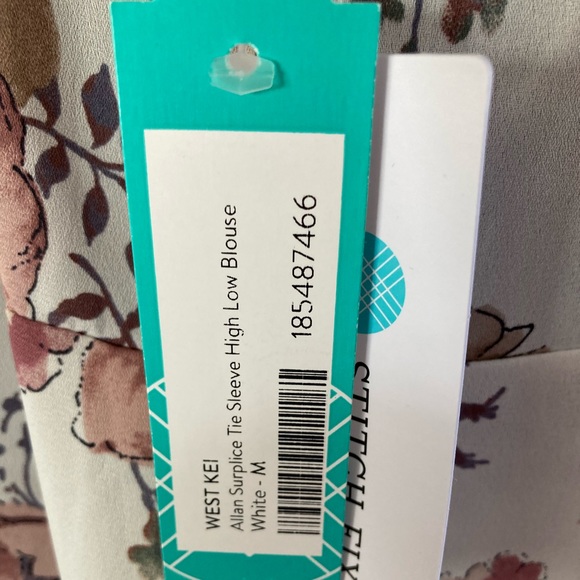 WEST KEI
Allan Surplice Tie Sleeve High Low Blouse
White - M
185487466
STITCH FIX